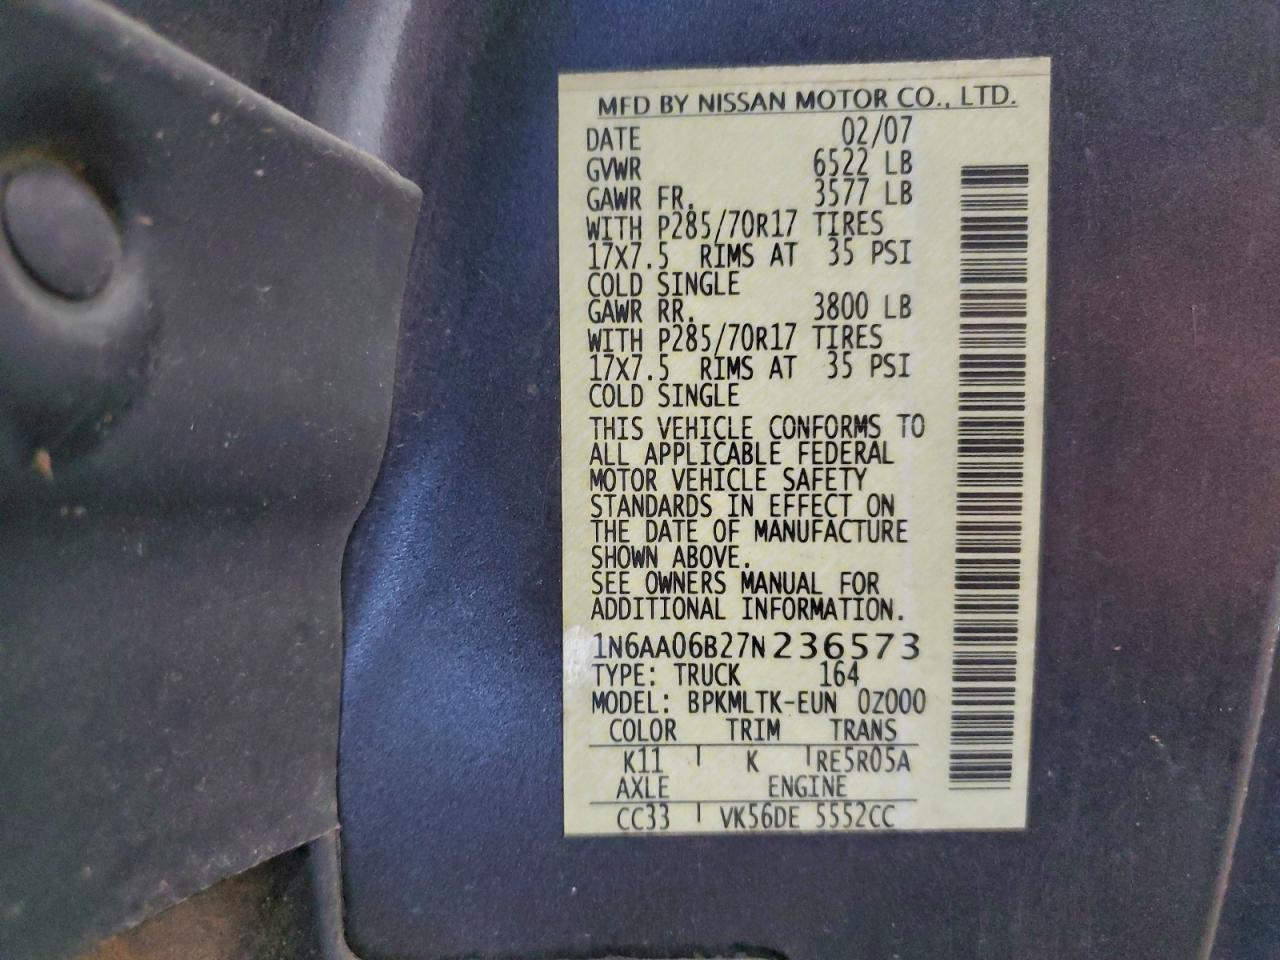 MFD BY NISSAN MOTOR CO., LTD.
DATE 02/07
GVWR 6522 LB
GAWR FR. 3577 LB
WITH P285/70R17 TIRES
17X7.5 RIMS AT 35 PSI
COLD SINGLE
GAWR RR. 3800 LB
WITH P285/70R17 TIRES
17X7.5 RIMS AT 35 PSI
COLD SINGLE
THIS VEHICLE CONFORMS TO
ALL APPLICABLE FEDERAL
MOTOR VEHICLE SAFETY
STANDARDS IN EFFECT ON
THE DATE OF MANUFACTURE
SHOWN ABOVE.
SEE OWNERS MANUAL FOR
ADDITIONAL INFORMATION.
1N6AA06B27N236573
TYPE: TRUCK 164
MODEL: BPKMLTK-EUN 0Z000
COLOR TRIM TRANS
K11 K RE5R05A
AXLE ENGINE
CC33 VK56DE 5552CC